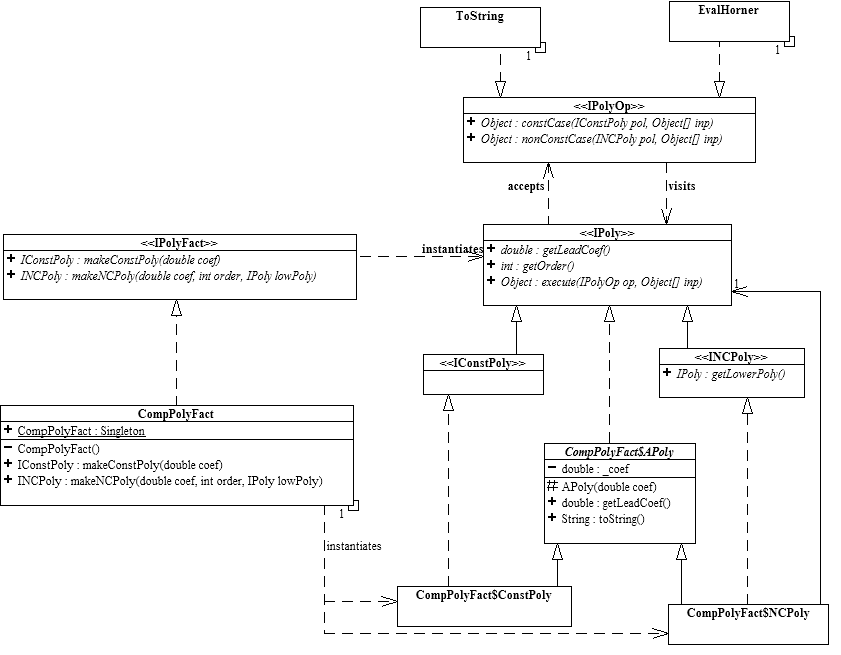 ToString
1
EvalHorner
1
<<IPolyOp>>
+ Object : constCase(IConstPoly pol, Object[] inp)
+ Object : nonConstCase(INCPoly pol, Object[] inp)
accepts
visits
<<IPolyFact>>
+ IConstPoly : makeConstPoly(double coef)
+ INCPoly : makeNCPoly(double coef, int order, IPoly lowPoly)
instantiates
<<IPoly>>
+ double : getLeadCoef()
+ int : getOrder()
+ Object : execute(IPolyOp op, Object[] inp)
1
<<IConstPoly>>
<<INCPoly>>
+ IPoly : getLowerPoly()
CompPolyFact
+ CompPolyFact : Singleton
- CompPolyFact()
+ IConstPoly : makeConstPoly(double coef)
+ INCPoly : makeNCPoly(double coef, int order, IPoly lowPoly)
1
instantiates
CompPolyFact$APoly
- double : _coef
# APoly(double coef)
+ double : getLeadCoef()
+ String : toString()
CompPolyFact$ConstPoly
CompPolyFact$NCPoly